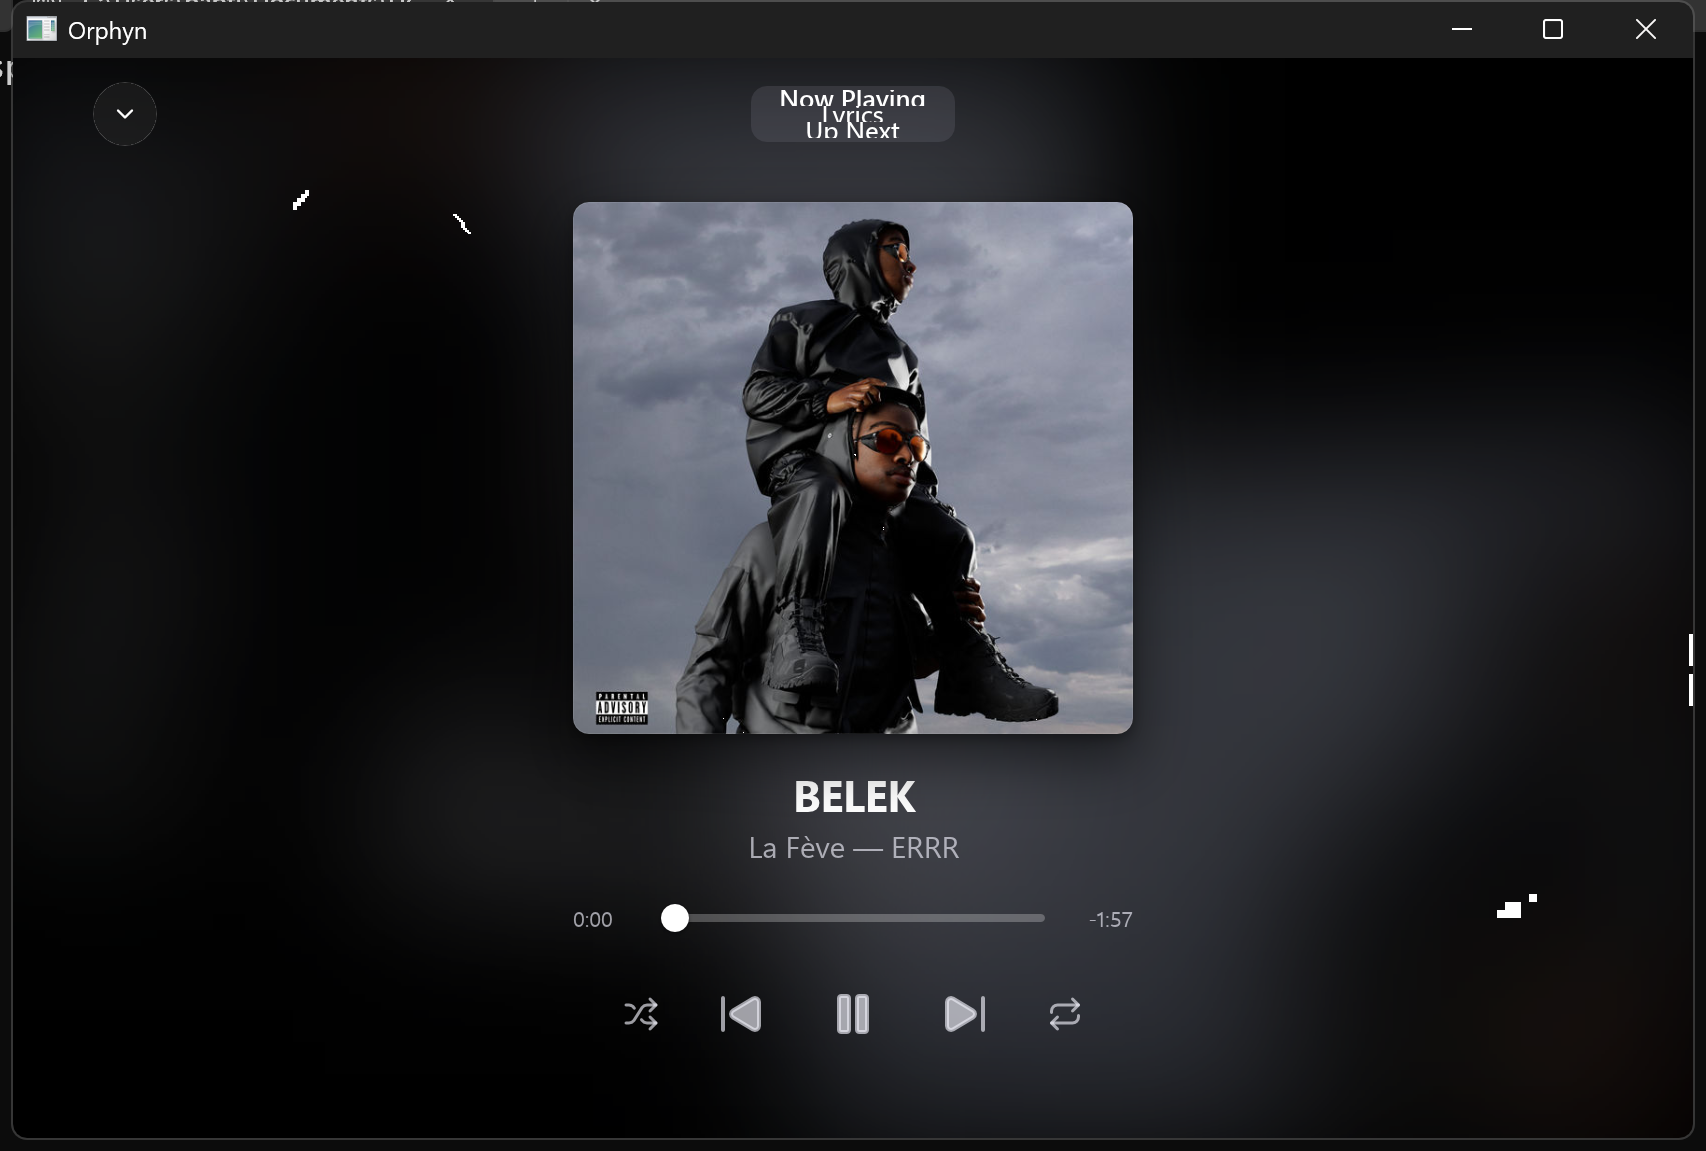 Orphyn
Now Playing
Lyrics
Up Next
PARENTAL
ADVISORY
EXPLICIT CONTENT
BELEK
La Fève — ERRR
0:00
-1:57